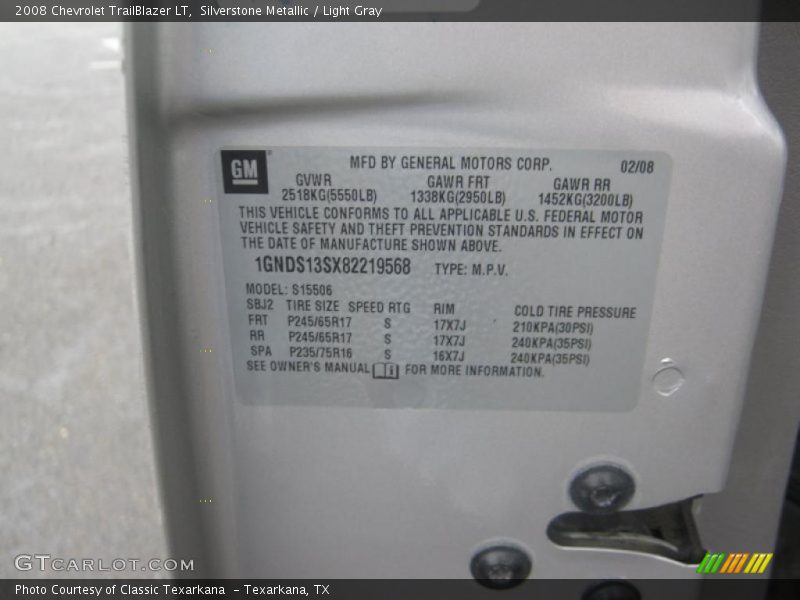 2008 Chevrolet TrailBlazer LT, Silverstone Metallic / Light Gray
GM
MFD BY GENERAL MOTORS CORP. 02/08
GVWR GAWR FRT GAWR RR
2518KG(5550LB) 1338KG(2950LB) 1452KG(3200LB)
THIS VEHICLE CONFORMS TO ALL APPLICABLE U.S. FEDERAL MOTOR
VEHICLE SAFETY AND THEFT PREVENTION STANDARDS IN EFFECT ON
THE DATE OF MANUFACTURE SHOWN ABOVE.
1GNDS13SX82219568 TYPE: M.P.V.
MODEL: S15506
SBJ2 TIRE SIZE SPEED RTG RIM COLD TIRE PRESSURE
FRT P245/65R17 S 17X7J 210KPA(30PSI)
RR P245/65R17 S 17X7J 240KPA(35PSI)
SPA P235/75R16 S 16X7J 240KPA(35PSI)
SEE OWNER'S MANUAL FOR MORE INFORMATION.
GTCARLOT.COM
Photo Courtesy of Classic Texarkana - Texarkana, TX